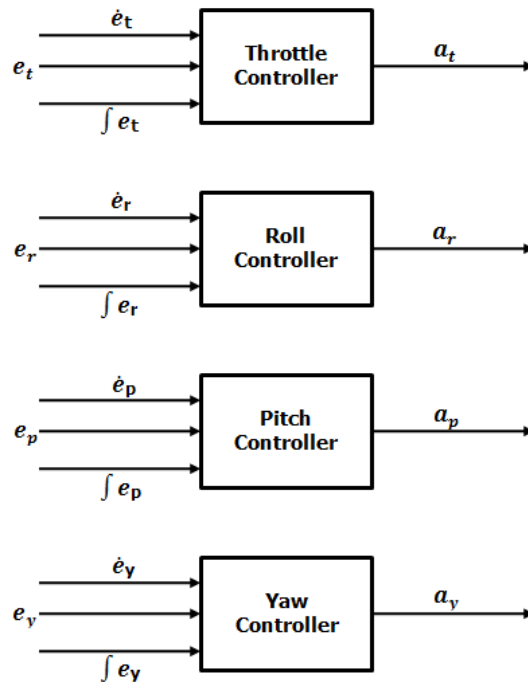 ėt
et
∫ et
Throttle
Controller
at
ėr
er
∫ er
Roll
Controller
ar
ėp
ep
∫ ep
Pitch
Controller
ap
ėy
ey
∫ ey
Yaw
Controller
ay